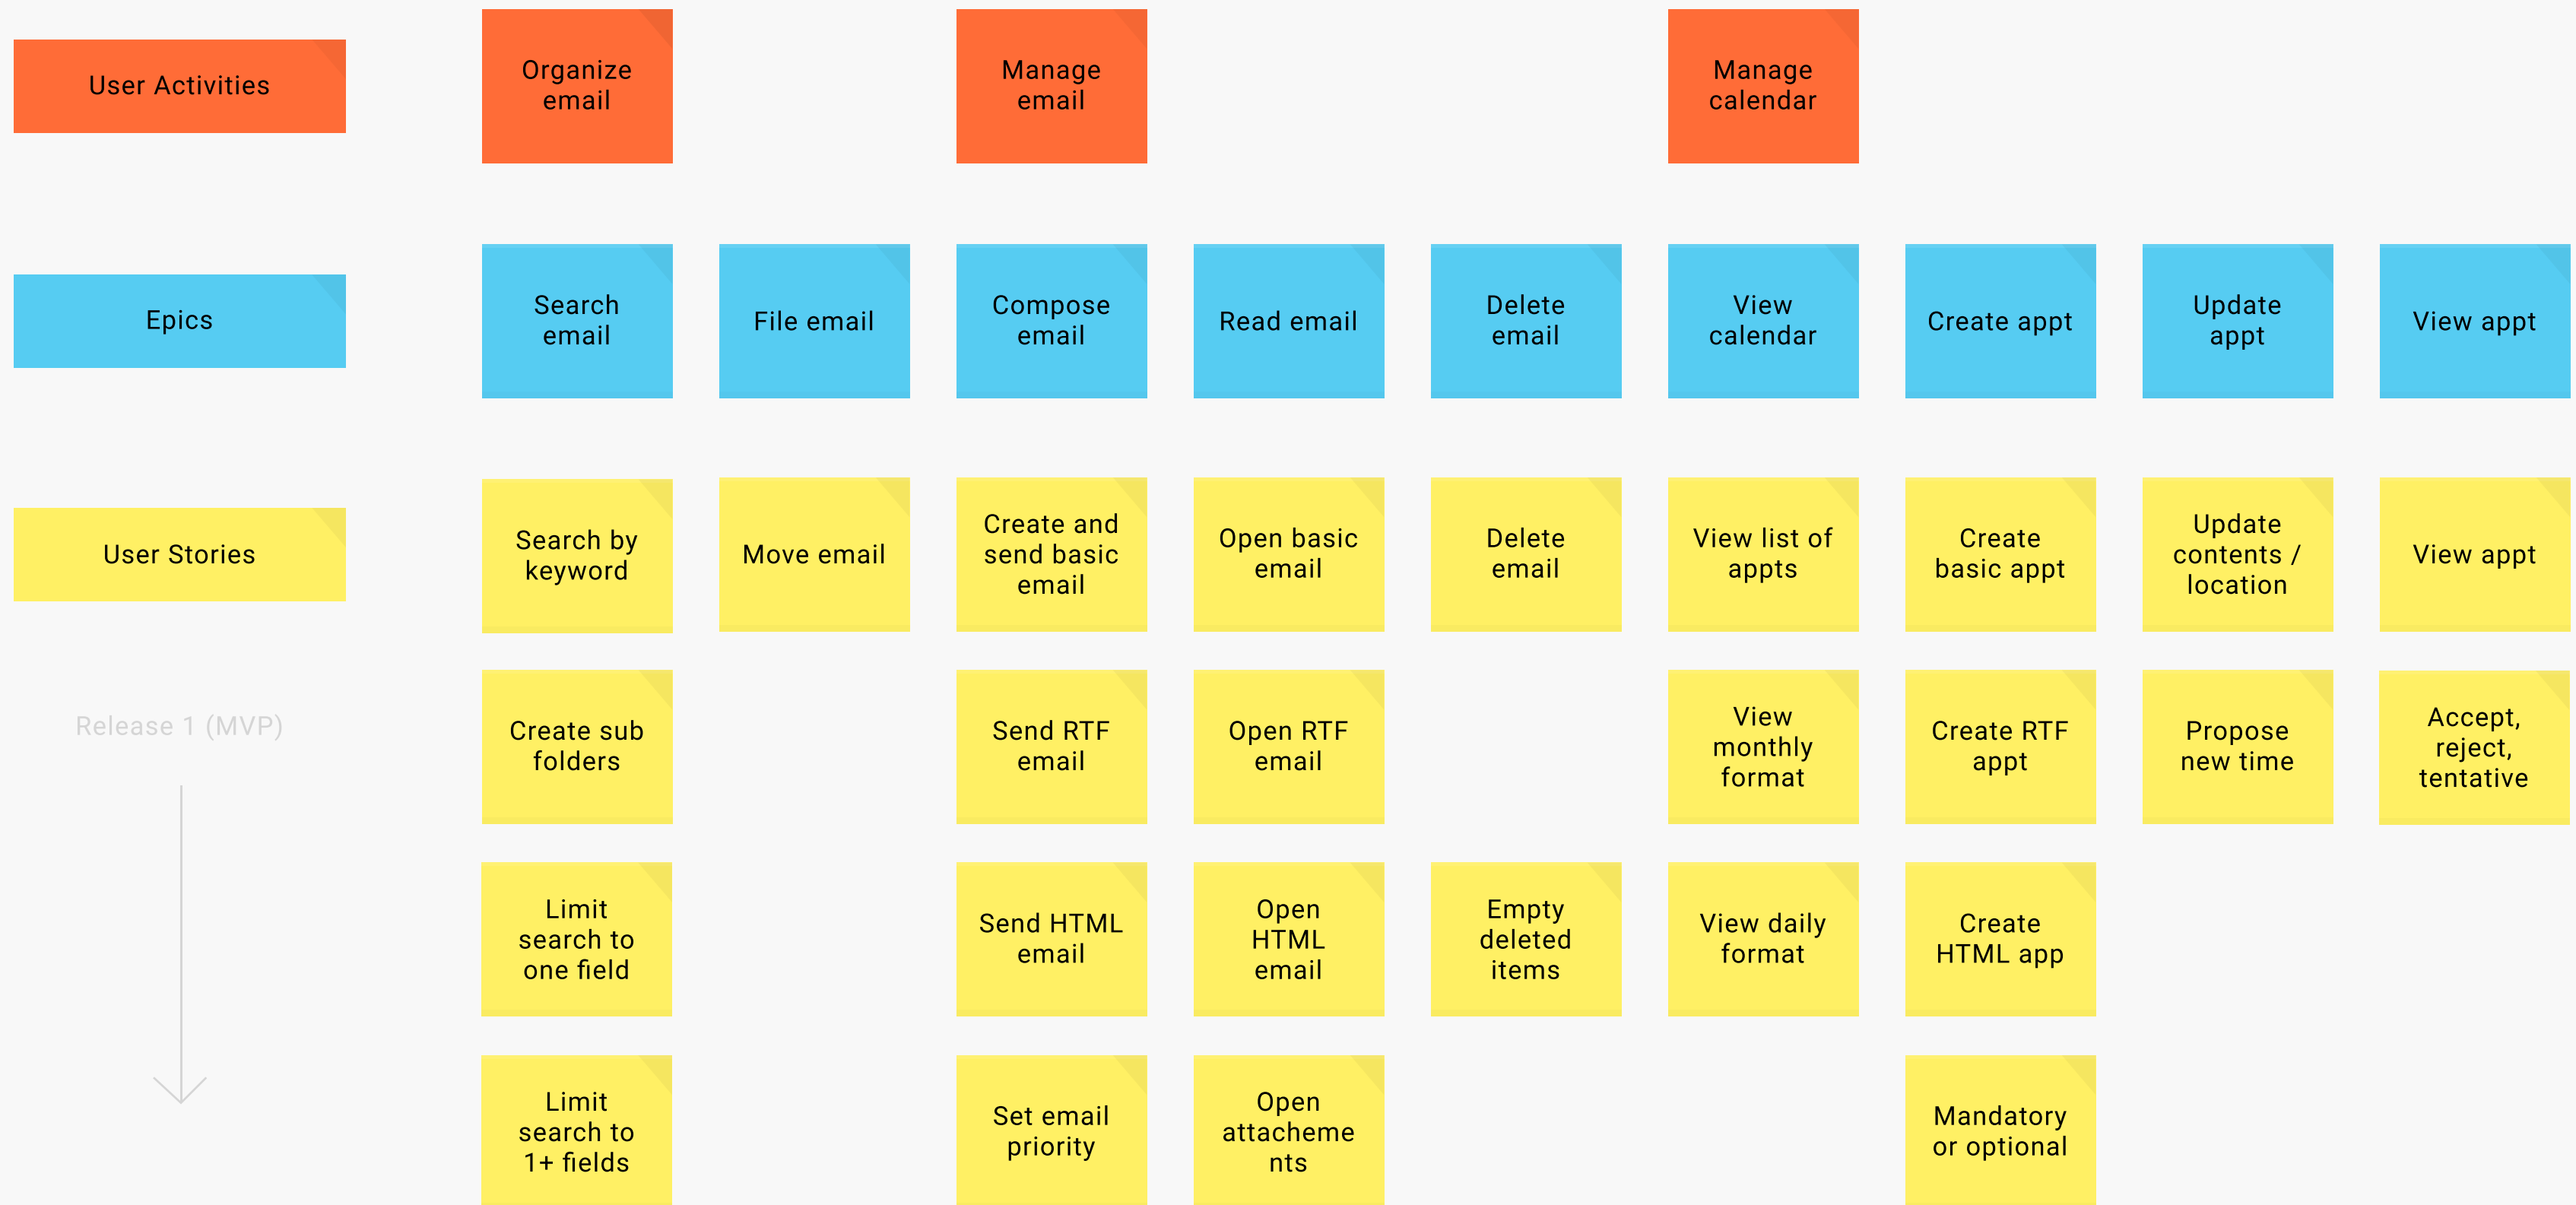 User Activities
Organize
email
Manage
email
Manage
calendar
Epics
Search
email
File email
Compose
email
Read email
Delete
email
View
calendar
Create appt
Update
appt
View appt
User Stories
Search by
keyword
Move email
Create and
send basic
email
Open basic
email
Delete
email
View list of
appts
Create
basic appt
Update
contents /
location
View appt
Release 1 (MVP)
Create sub
folders
Send RTF
email
Open RTF
email
View
monthly
format
Create RTF
appt
Propose
new time
Accept,
reject,
tentative
Limit
search to
one field
Send HTML
email
Open
HTML
email
Empty
deleted
items
View daily
format
Create
HTML app
Limit
search to
1+ fields
Set email
priority
Open
attacheme
nts
Mandatory
or optional